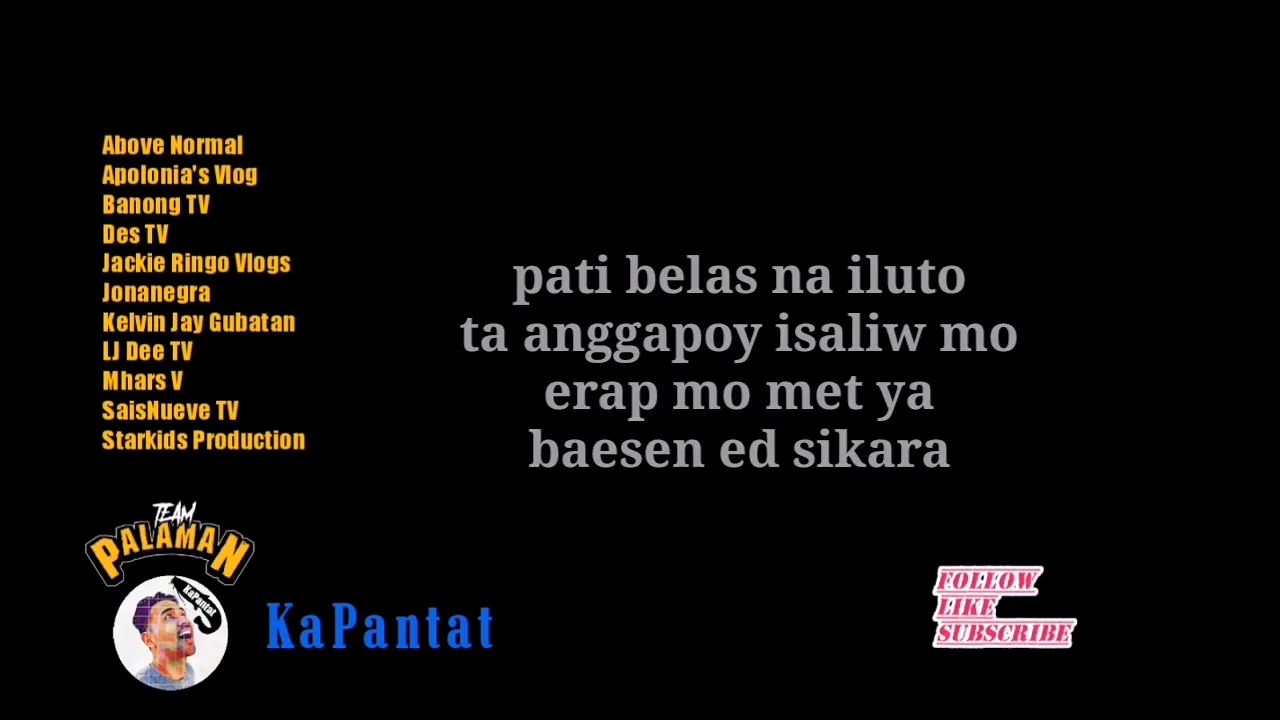 Above Normal
Apolonia's Vlog
Banong TV
Des TV
Jackie Ringo Vlogs
Jonanegra
Kelvin Jay Gubatan
LJ Dee TV
Mhars V
SaisNueve TV
Starkids Production
pati belas na iluto
ta anggapoy isaliw mo
erap mo met ya
baesen ed sikara
TEAM
PALAMAN
KaPantat
KaPantat
FOLLOW
LIKE
SUBSCRIBE